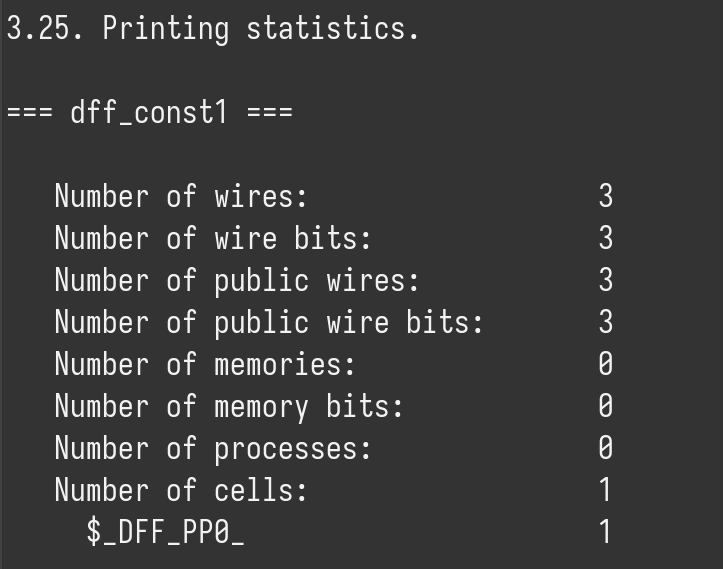 3.25. Printing statistics.
=== dff_const1 ===
Number of wires: 3
Number of wire bits: 3
Number of public wires: 3
Number of public wire bits: 3
Number of memories: 0
Number of memory bits: 0
Number of processes: 0
Number of cells: 1
$_DFF_PP0_ 1